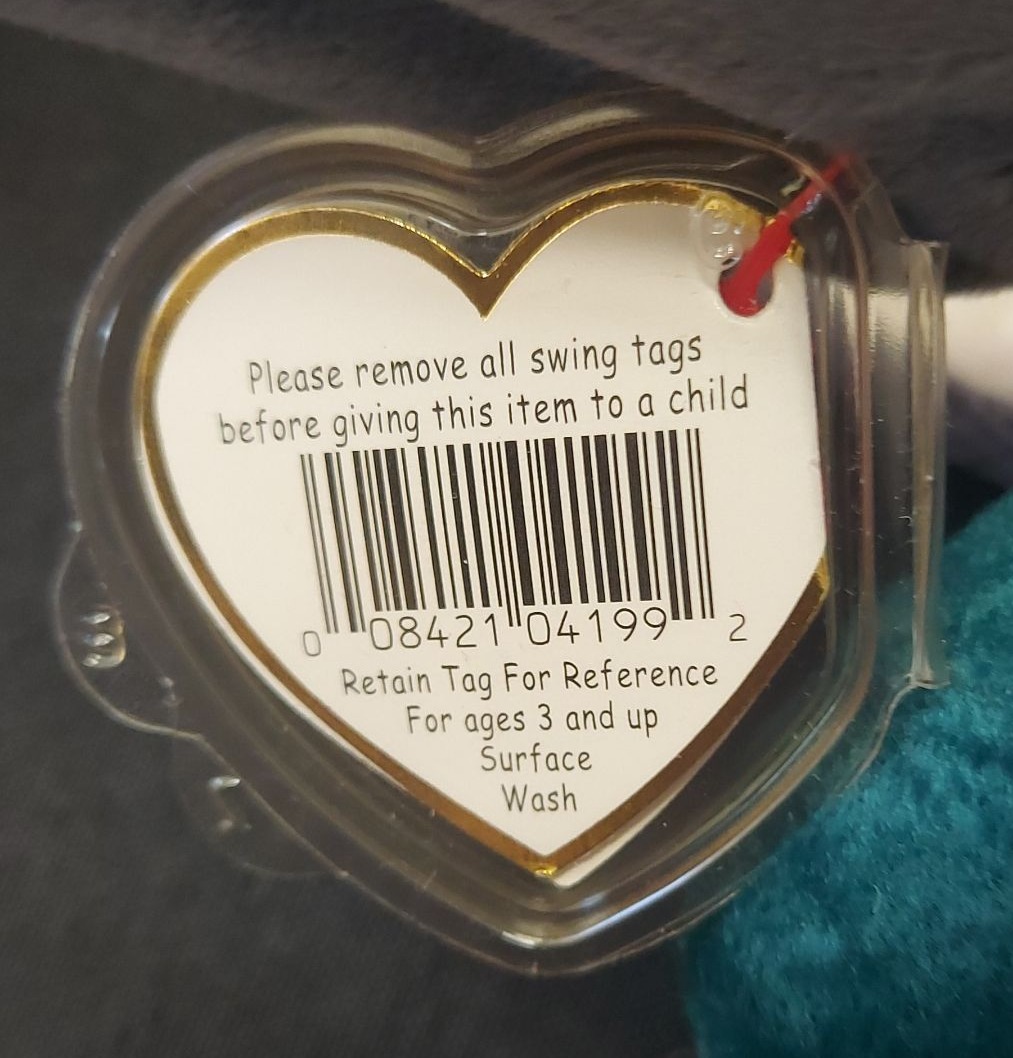 Please remove all swing tags
before giving this item to a child
0 08421 04199 2
Retain Tag For Reference
For ages 3 and up
Surface
Wash